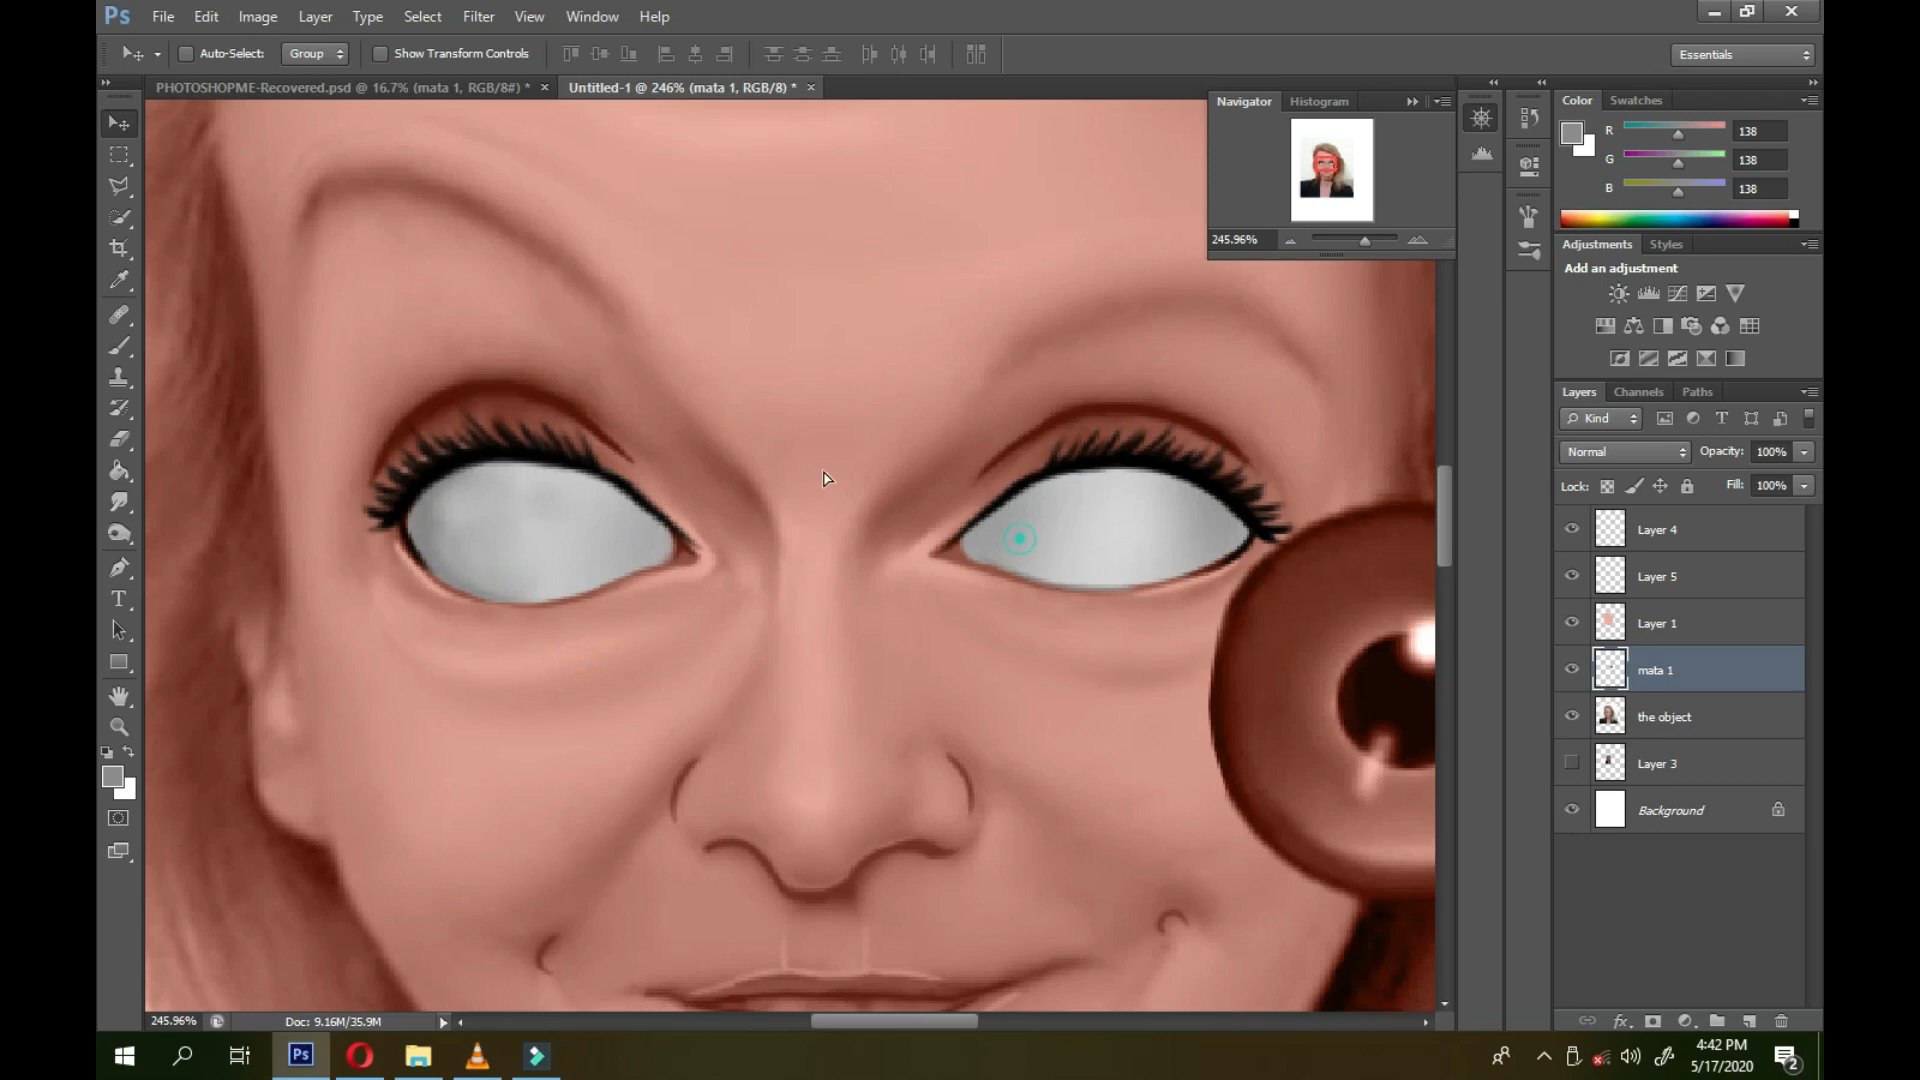 Ps File Edit Image Layer Type Select Filter View Window Help
Auto-Select: Group Show Transform Controls Essentials
PHOTOSHOPME-Recovered.psd @ 16.7% (mata 1, RGB/8#) * × Untitled-1 @ 246% (mata 1, RGB/8) * ×
Navigator Histogram
245.96%
Color Swatches
R 138
G 138
B 138
Adjustments Styles
Add an adjustment
Layers Channels Paths
Kind
Normal Opacity: 100%
Lock: Fill: 100%
Layer 4
Layer 5
Layer 1
mata 1
the object
Layer 3
Background
245.96% Doc: 9.16M/35.9M
Ps
4:42 PM
5/17/2020
2